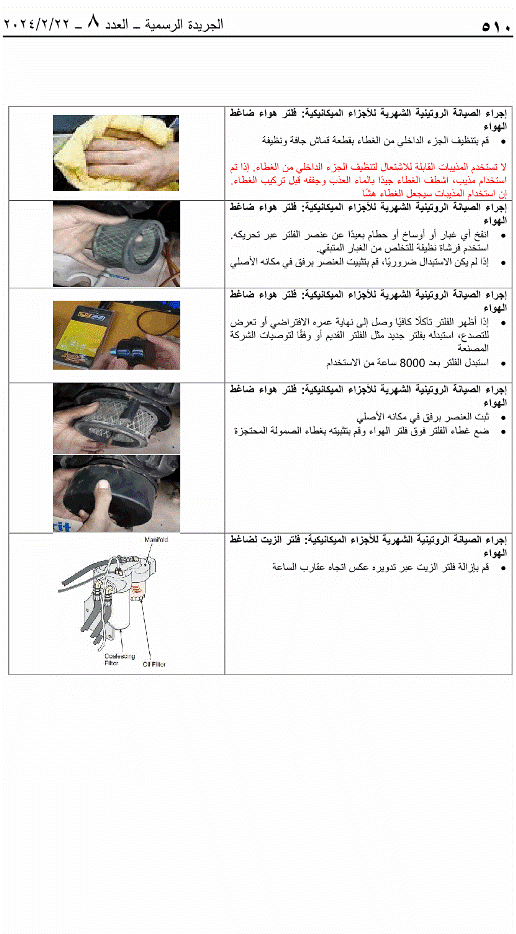 ٥١٠
الجريدة الرسمية – العدد ٨ – ٢٠٢٤/٢/٢٢
إجراء الصيانة الروتينية الشهرية للأجزاء الميكانيكية: فلتر هواء ضاغط
الهواء
• قم بتنظيف الجزء الداخلي من الغطاء بقطعة قماش جافة ونظيفة
لا تستخدم المذيبات القابلة للاشتعال لتنظيف الجزء الداخلي من الغطاء. إذا تم
استخدام مذيب، اشطف الغطاء جيدًا بالماء العذب وجففه قبل تركيب الغطاء.
إن استخدام المذيبات سيجعل الغطاء هشًا
إجراء الصيانة الروتينية الشهرية للأجزاء الميكانيكية: فلتر هواء ضاغط
الهواء
• انفخ أي غبار أو أوساخ أو حطام بعيدًا عن عنصر الفلتر عبر تحريكه.
استخدم فرشاة نظيفة للتخلص من الغبار المتبقي.
• إذا لم يكن الاستبدال ضروريًا، قم بتثبيت العنصر برفق في مكانه الأصلي
إجراء الصيانة الروتينية الشهرية للأجزاء الميكانيكية: فلتر هواء ضاغط
الهواء
• إذا أظهر الفلتر تآكلًا كافيًا وصل إلى نهاية عمره الافتراضي أو تعرض
للتصدع، استبدله بفلتر جديد مثل الفلتر القديم أو وفقًا لتوصيات الشركة
المصنعة
• استبدل الفلتر بعد 8000 ساعة من الاستخدام
إجراء الصيانة الروتينية الشهرية للأجزاء الميكانيكية: فلتر هواء ضاغط
الهواء
• ثبت العنصر برفق في مكانه الأصلي
• ضع غطاء الفلتر فوق فلتر الهواء وقم بتثبيته بغطاء الصمولة المحتجزة
إجراء الصيانة الروتينية الشهرية للأجزاء الميكانيكية: فلتر الزيت لضاغط
الهواء
• قم بإزالة فلتر الزيت عبر تدويره عكس اتجاه عقارب الساعة
Manifold
Coalescing
Filter
Oil Filter